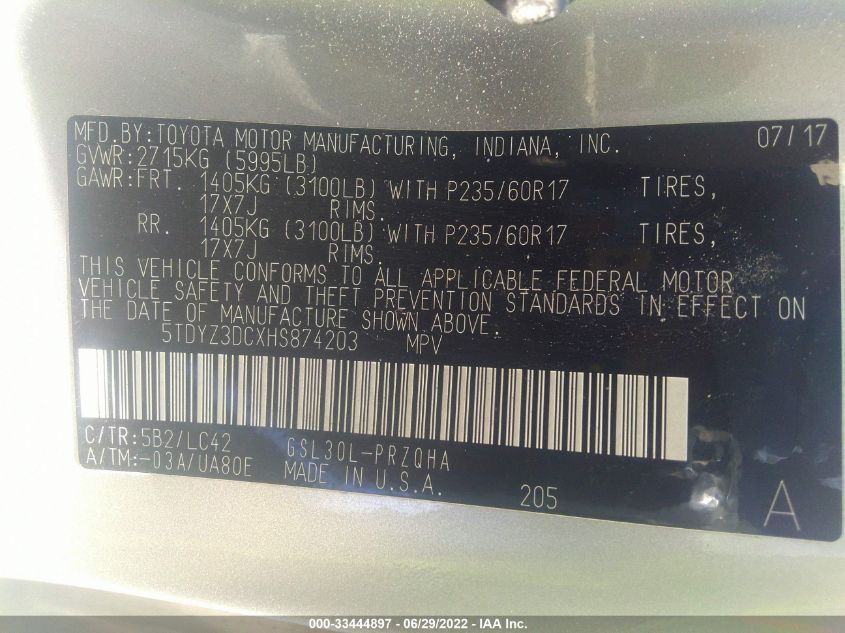 MFD.BY:TOYOTA MOTOR MANUFACTURING, INDIANA, INC. 07/17
GVWR:2715KG (5995LB)
GAWR:FRT. 1405KG (3100LB) WITH P235/60R17 TIRES,
17X7J RIMS.
RR. 1405KG (3100LB) WITH P235/60R17 TIRES,
17X7J RIMS.
THIS VEHICLE CONFORMS TO ALL APPLICABLE FEDERAL MOTOR
VEHICLE SAFETY AND THEFT PREVENTION STANDARDS IN EFFECT ON
THE DATE OF MANUFACTURE SHOWN ABOVE.
5TDYZ3DCXHS874203 MPV
C/TR:5B2/LC42 GSL30L-PRZQHA
A/TM:-03A/UA80E MADE IN U.S.A. 205 A
000-33444897 - 06/29/2022 - IAA Inc.